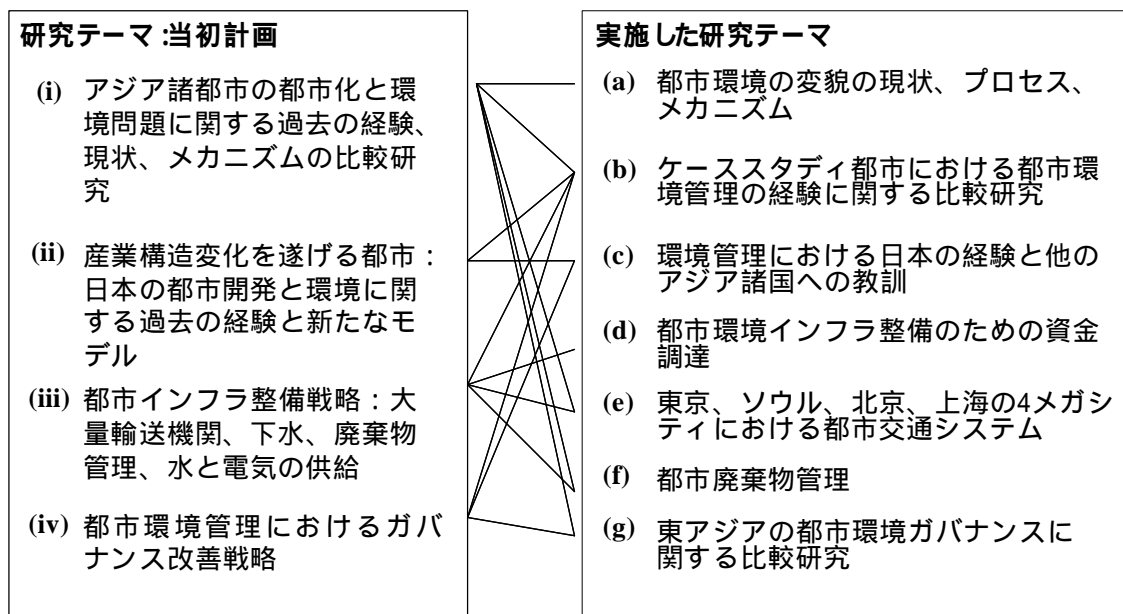 研究テーマ：当初計画
(i) アジア諸都市の都市化と環
境問題に関する過去の経験、
現状、メカニズムの比較研
究
(ii) 産業構造変化を遂げる都市：
日本の都市開発と環境に関
する過去の経験と新たなモ
デル
(iii) 都市インフラ整備戦略：大
量輸送機関、下水、廃棄物
管理、水と電気の供給
(iv) 都市環境管理におけるガバ
ナンス改善戦略
実施した研究テーマ
(a) 都市環境の変貌の現状、プロセス、
メカニズム
(b) ケーススタディ都市における都市環
境管理の経験に関する比較研究
(c) 環境管理における日本の経験と他の
アジア諸国への教訓
(d) 都市環境インフラ整備のための資金
調達
(e) 東京、ソウル、北京、上海の4メガシ
ティにおける都市交通システム
(f) 都市廃棄物管理
(g) 東アジアの都市環境ガバナンスに
関する比較研究